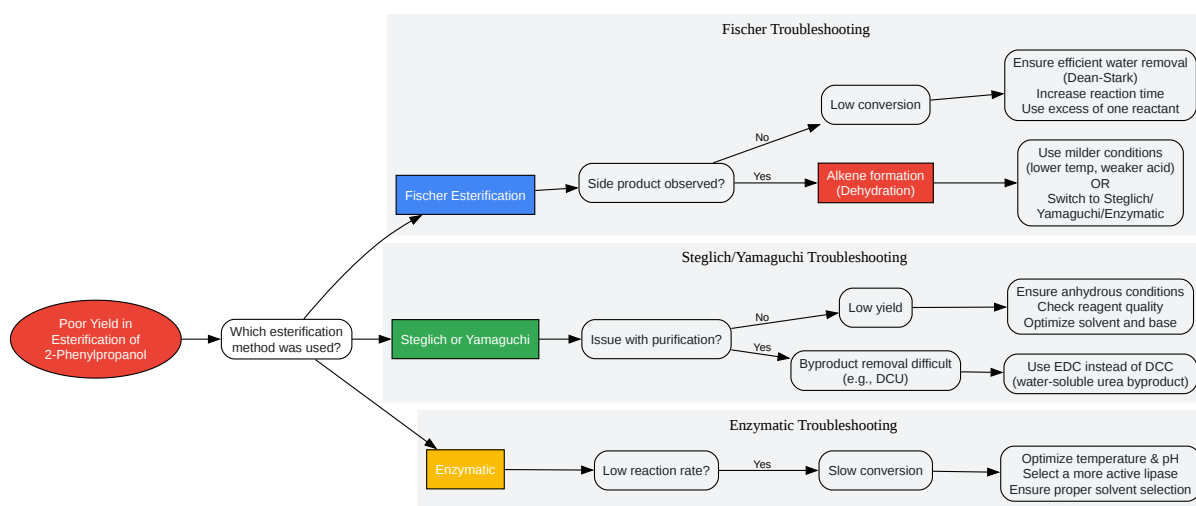 Fischer Troubleshooting
Ensure efficient water removal
(Dean-Stark)
Increase reaction time
Use excess of one reactant
Low conversion
No
Use milder conditions
(lower temp, weaker acid)
OR
Switch to Steglich/
Yamaguchi/Enzymatic
Alkene formation
(Dehydration)
Yes
Side product observed?
Fischer Esterification
Steglich/Yamaguchi Troubleshooting
Poor Yield in
Esterification of
2-Phenylpropanol
Which esterification
method was used?
Steglich or Yamaguchi
Issue with purification?
No
Low yield
Ensure anhydrous conditions
Check reagent quality
Optimize solvent and base
Yes
Byproduct removal difficult
(e.g., DCU)
Use EDC instead of DCC
(water-soluble urea byproduct)
Enzymatic Troubleshooting
Enzymatic
Low reaction rate?
Yes
Slow conversion
Optimize temperature & pH
Select a more active lipase
Ensure proper solvent selection